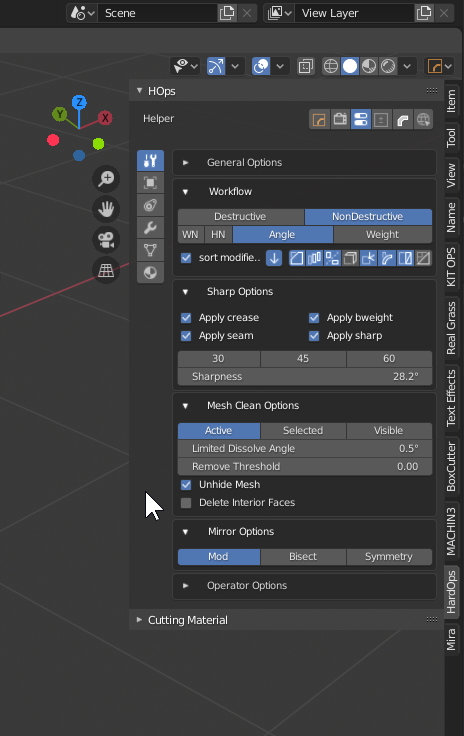 Scene
View Layer
HOps
Helper
General Options
Workflow
Destructive
NonDestructive
WN
HN
Angle
Weight
sort modifie..
Sharp Options
Apply crease
Apply bweight
Apply seam
Apply sharp
30
45
60
Sharpness
28.2°
Mesh Clean Options
Active
Selected
Visible
Limited Dissolve Angle
0.5°
Remove Threshold
0.00
Unhide Mesh
Delete Interior Faces
Mirror Options
Mod
Bisect
Symmetry
Operator Options
Cutting Material
Z
Y
X
Item
Tool
View
Name
KIT OPS
Real Grass
Text Effects
BoxCutter
MACHIN3
HardOps
Mira